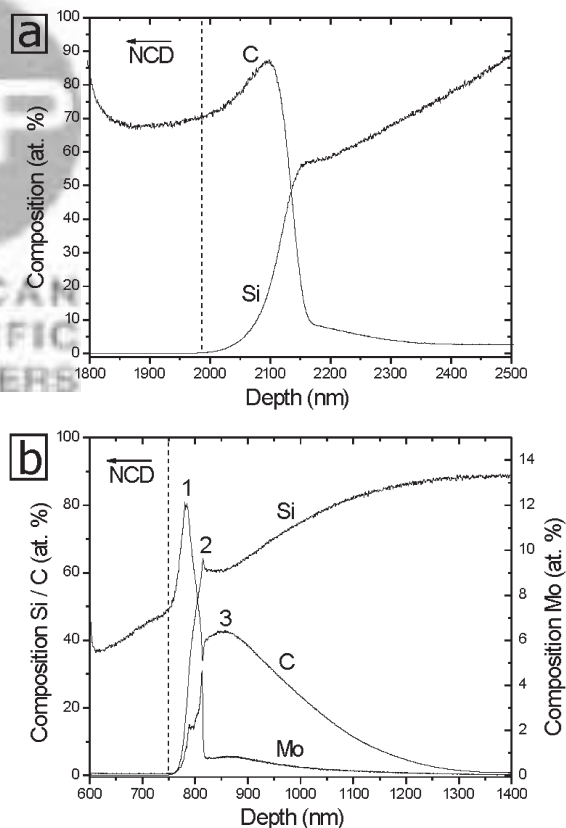 a
NCD
C
Si
Composition (at. %)
100
90
80
70
60
50
40
30
20
10
0
1800 1900 2000 2100 2200 2300 2400 2500
Depth (nm)
CAN
FIC
ERS
b
NCD
1
2
3
Si
C
Mo
Composition Si / C (at. %)
100
80
60
40
20
0
Composition Mo (at. %)
14
12
10
8
6
4
2
0
600 700 800 900 1000 1100 1200 1300 1400
Depth (nm)